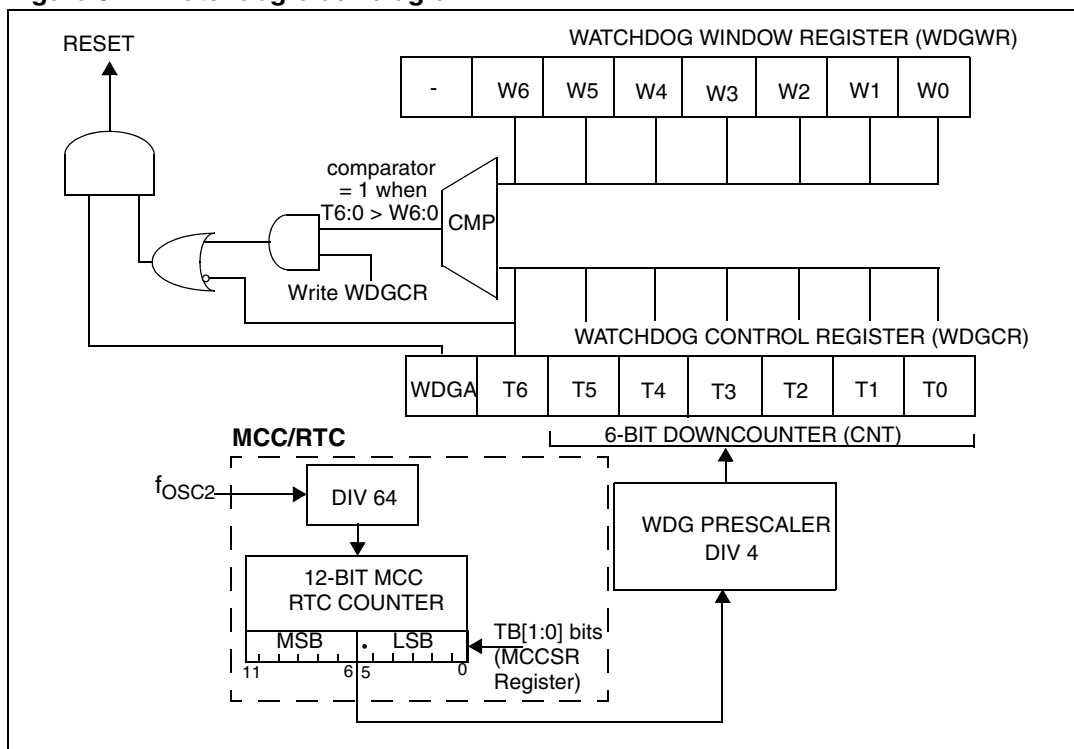 RESET
WATCHDOG WINDOW REGISTER (WDGWR)
- W6 W5 W4 W3 W2 W1 W0
comparator
= 1 when
T6:0 > W6:0
CMP
Write WDGCR
WATCHDOG CONTROL REGISTER (WDGCR)
WDGA T6 T5 T4 T3 T2 T1 T0
6-BIT DOWNCOUNTER (CNT)
MCC/RTC
fOSC2
DIV 64
WDG PRESCALER
DIV 4
12-BIT MCC
RTC COUNTER
MSB LSB
11 6 5 0
TB[1:0] bits
(MCCSR
Register)